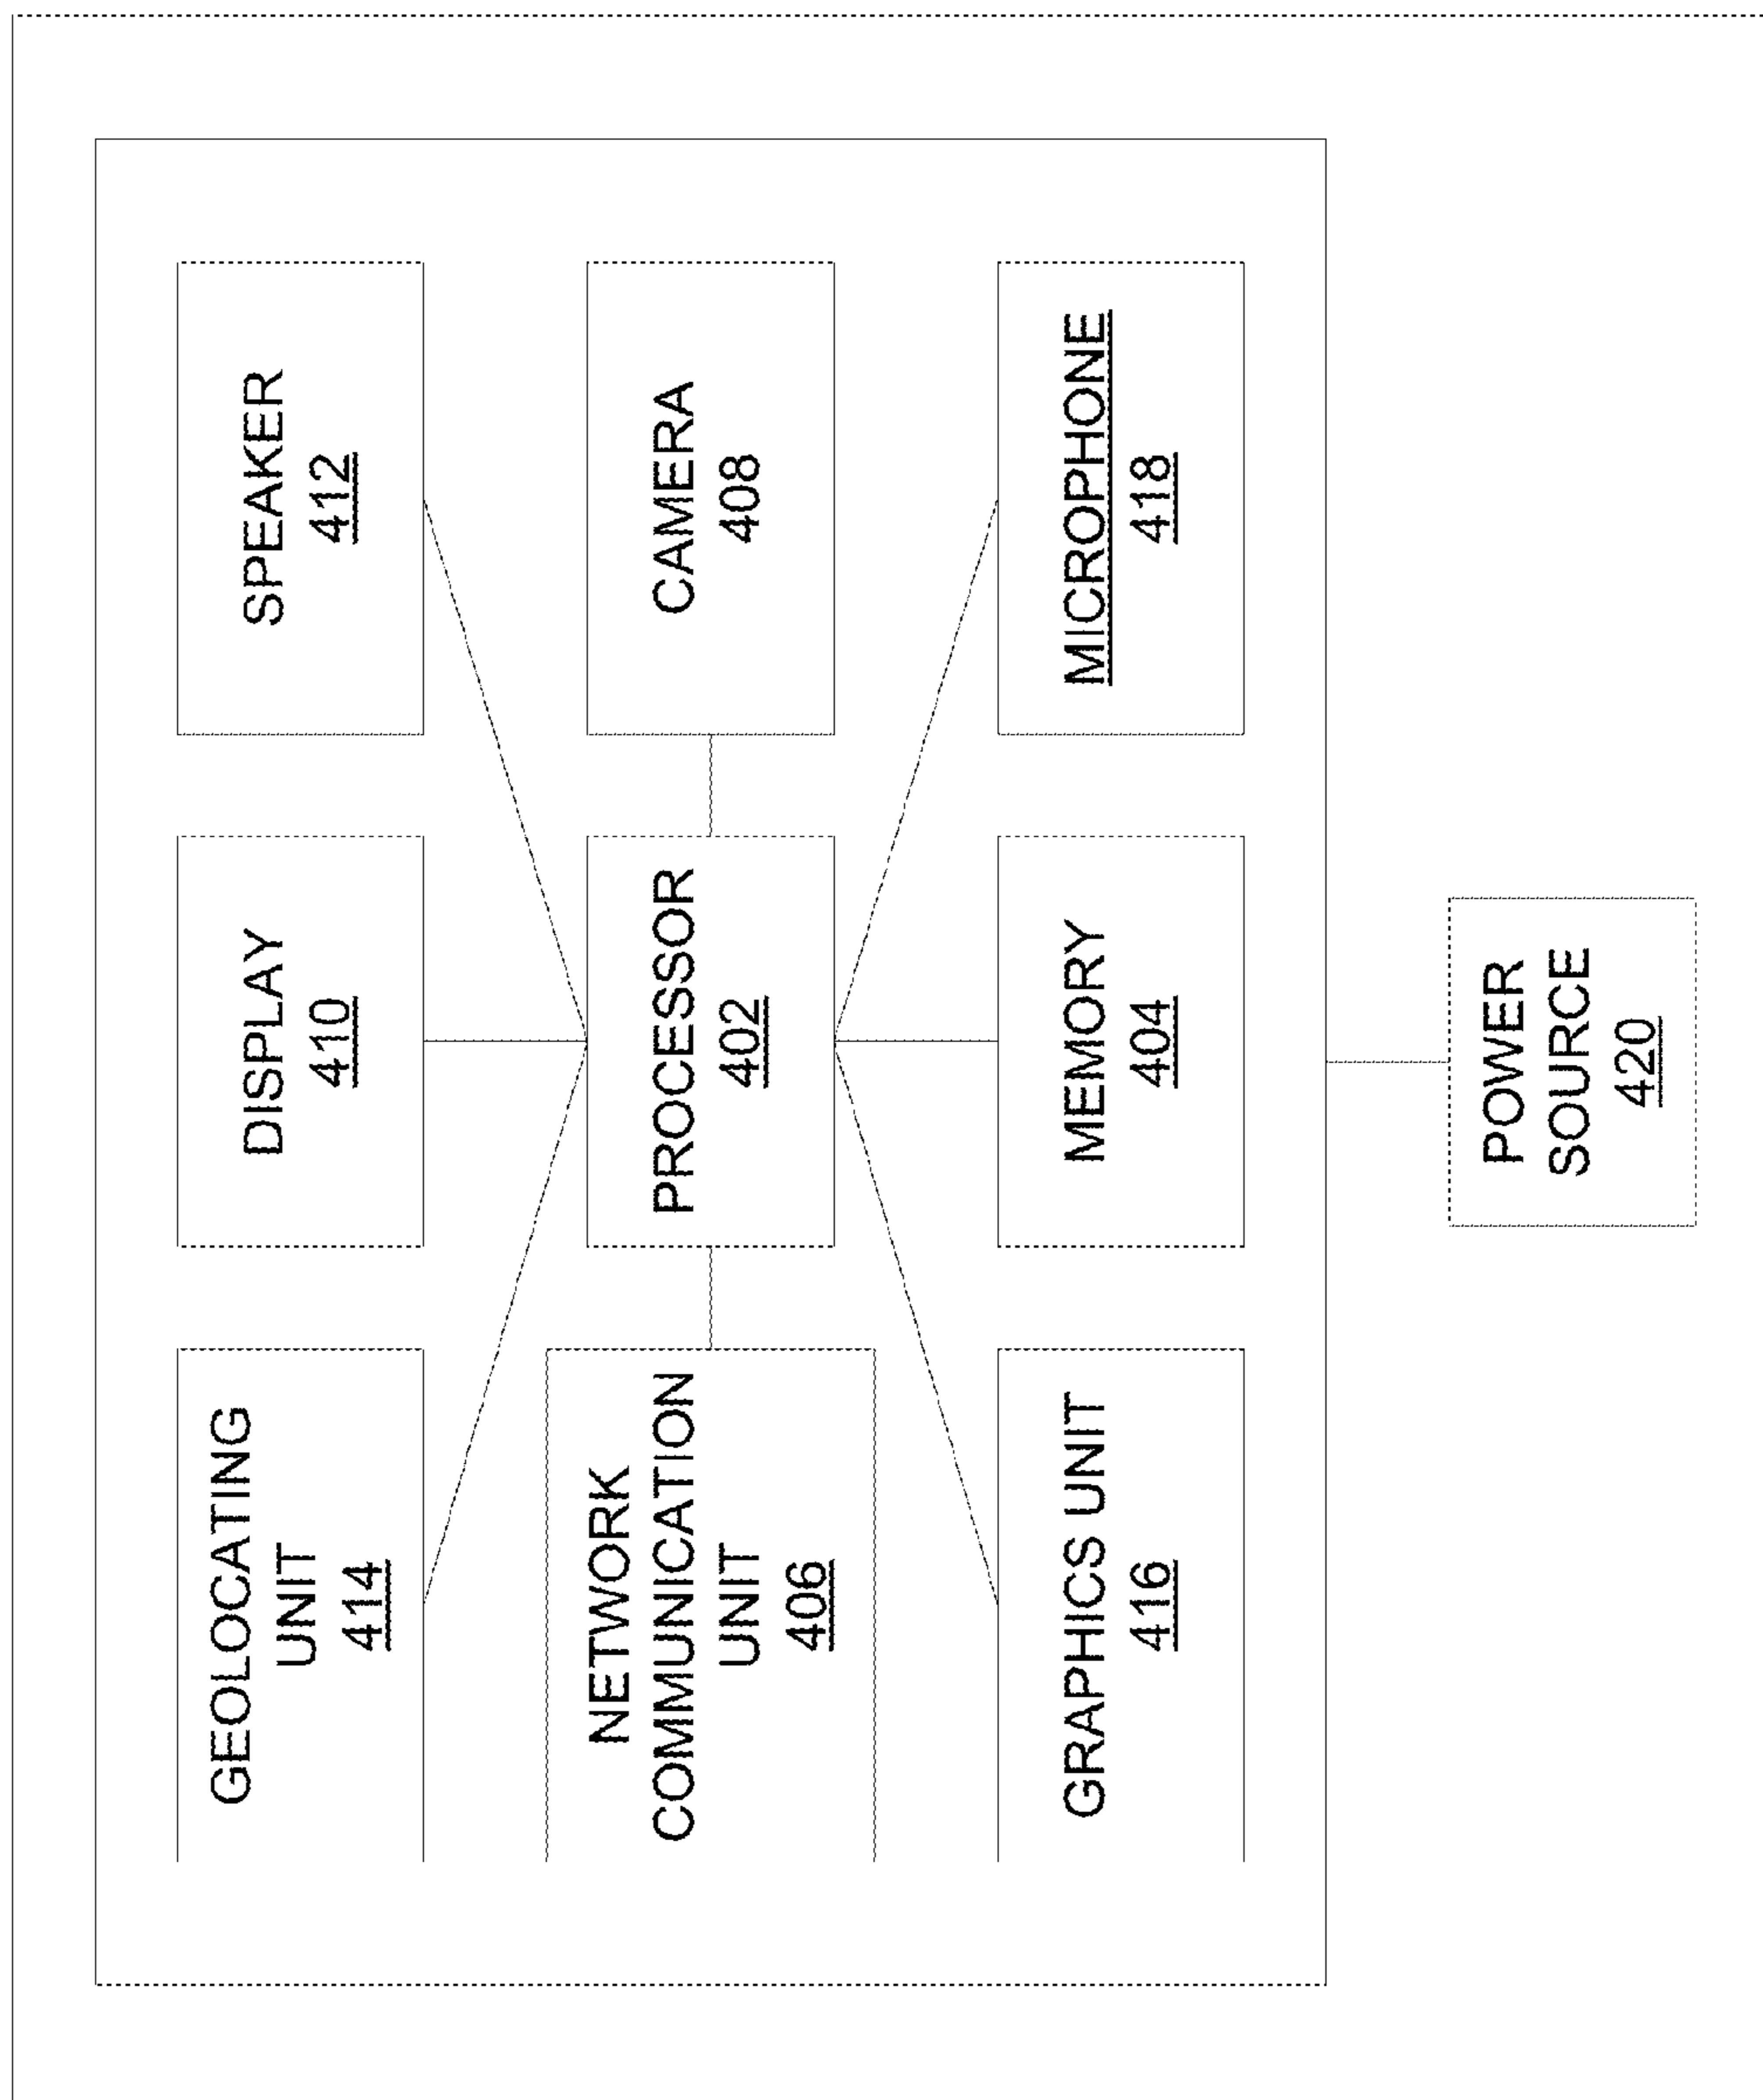 GEOLOCATING
UNIT
414
DISPLAY
410
SPEAKER
412
NETWORK
COMMUNICATION
UNIT
406
PROCESSOR
402
CAMERA
408
GRAPHICS UNIT
416
MEMORY
404
MICROPHONE
418
POWER
SOURCE
420